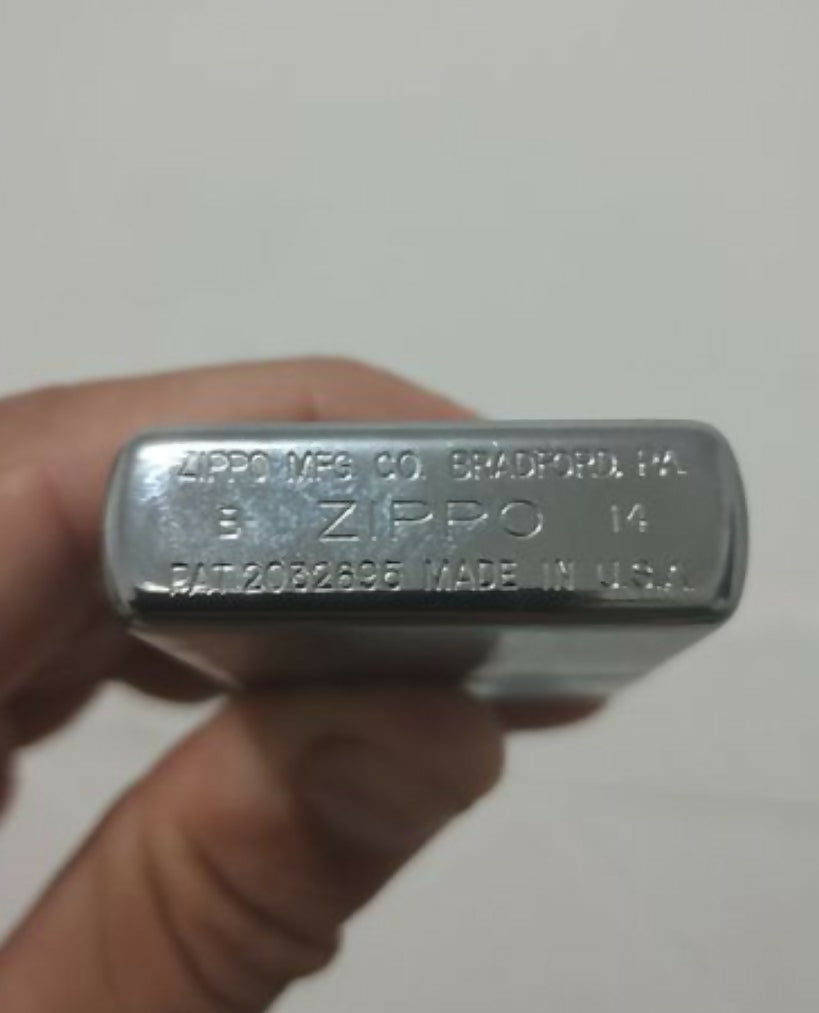 ZIPPO MFG CO. BRADFORD. PA.
ZIPPO 14
PAT.2032695 MADE IN U.S.A.